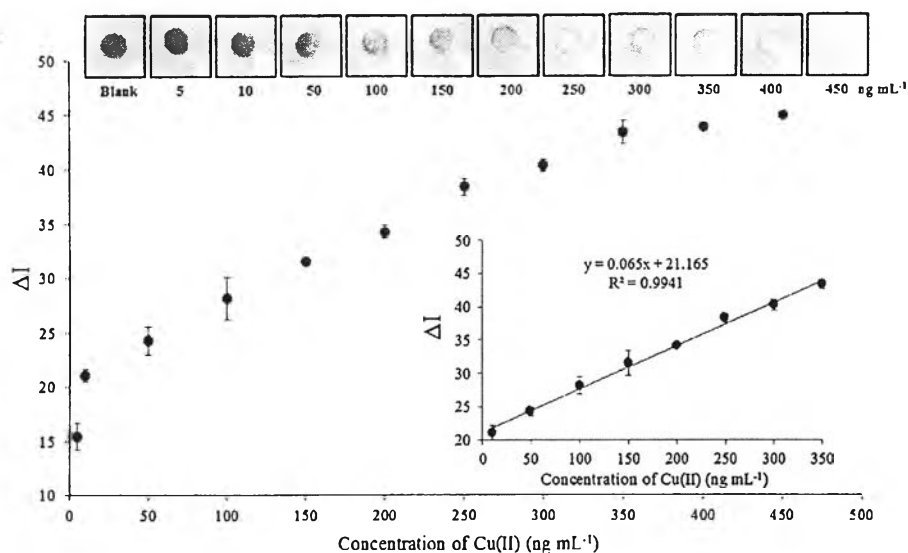 Blank 5 10 50 100 150 200 250 300 350 400 450 ng mL⁻¹
50
45
40
35
30
25
20
15
10
ΔI
0 50 100 150 200 250 300 350 400 450 500
Concentration of Cu(II) (ng mL⁻¹)
y = 0.065x + 21.165
R² = 0.9941
50
45
40
35
30
25
20
ΔI
0 50 100 150 200 250 300 350
Concentration of Cu(II) (ng mL⁻¹)